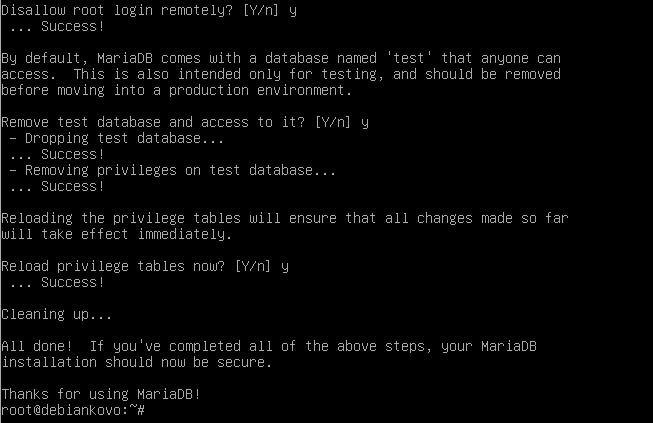 Disallow root login remotely? [Y/n] y
 ... Success!
By default, MariaDB comes with a database named 'test' that anyone can
access.  This is also intended only for testing, and should be removed
before moving into a production environment.
Remove test database and access to it? [Y/n] y
 - Dropping test database...
 ... Success!
 - Removing privileges on test database...
 ... Success!
Reloading the privilege tables will ensure that all changes made so far
will take effect immediately.
Reload privilege tables now? [Y/n] y
 ... Success!
Cleaning up...
All done!  If you've completed all of the above steps, your MariaDB
installation should now be secure.
Thanks for using MariaDB!
root@debiankovo:~#